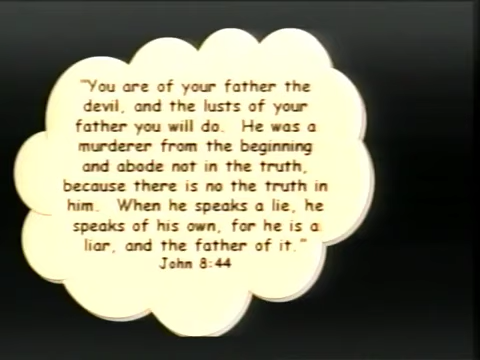 "You are of your father the
devil, and the lusts of your
father you will do. He was a
murderer from the beginning
and abode not in the truth,
because there is no the truth in
him. When he speaks a lie, he
speaks of his own, for he is a
liar, and the father of it."
John 8:44